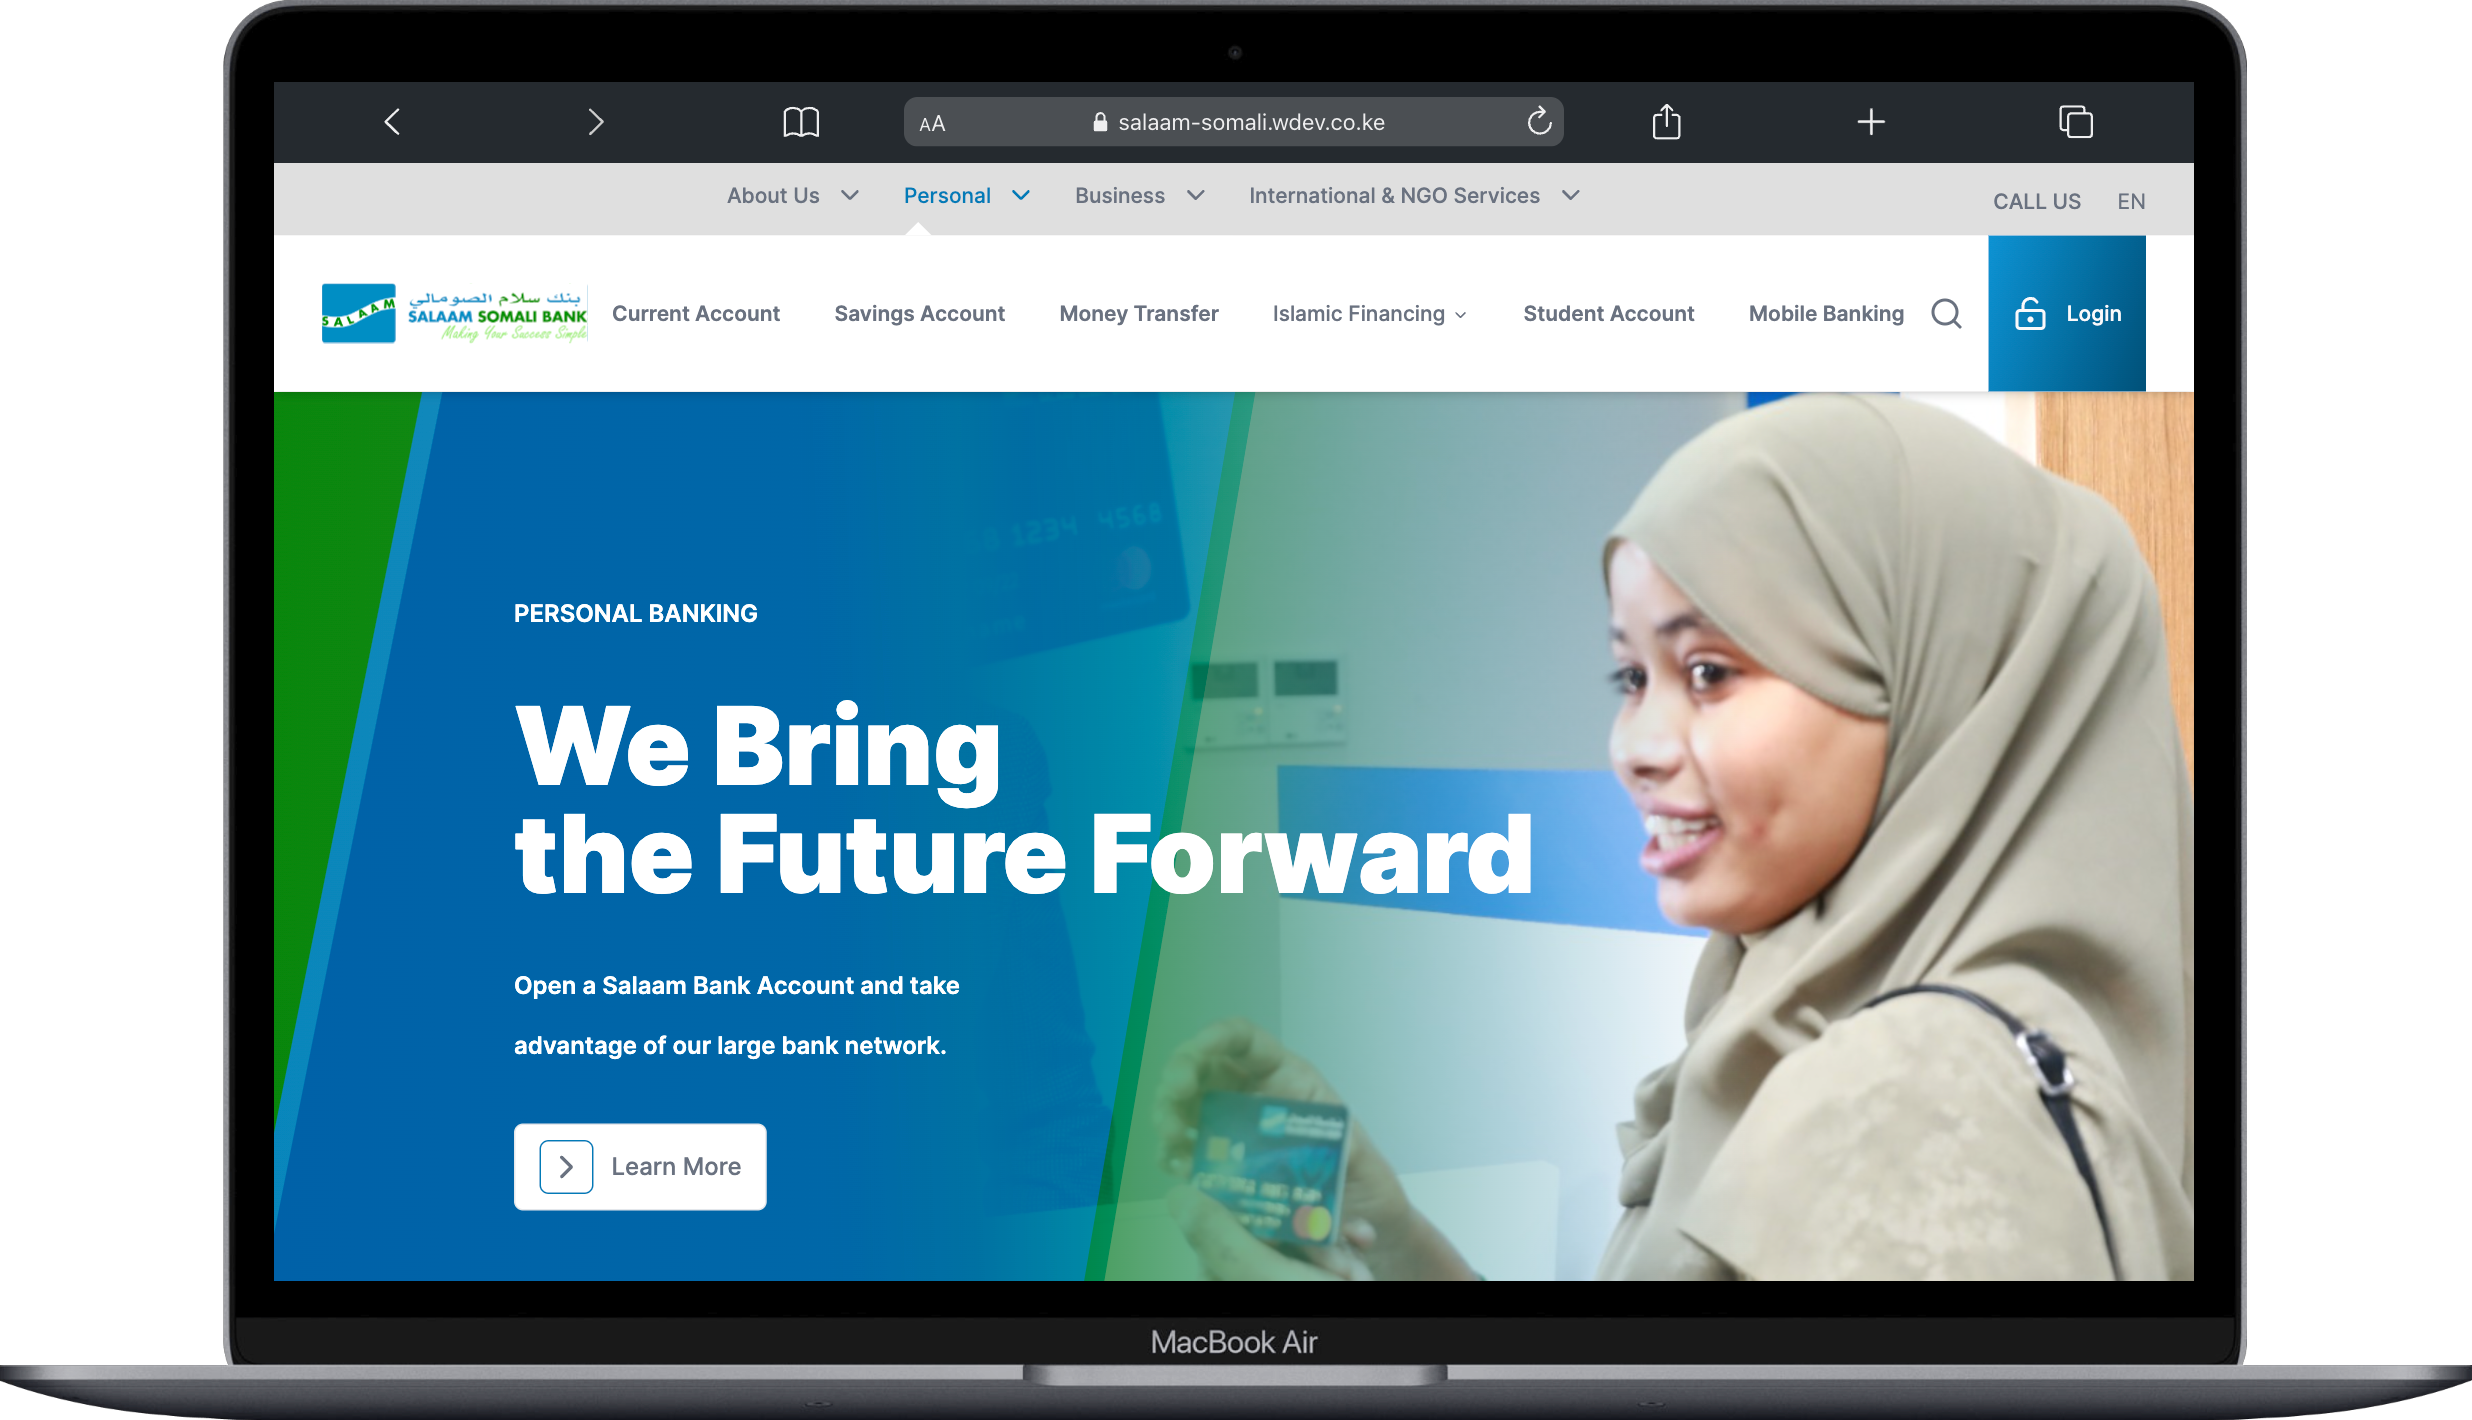 AA
salaam-somali.wdev.co.ke
About Us
Personal
Business
International & NGO Services
CALL US
EN
SALAAM
بنك سلام الصومالي
SALAAM SOMALI BANK
Making Your Success Simple
Current Account
Savings Account
Money Transfer
Islamic Financing
Student Account
Mobile Banking
Login
1234 4568
PERSONAL BANKING
We Bring
the Future Forward
Open a Salaam Bank Account and take
advantage of our large bank network.
Learn More
MacBook Air